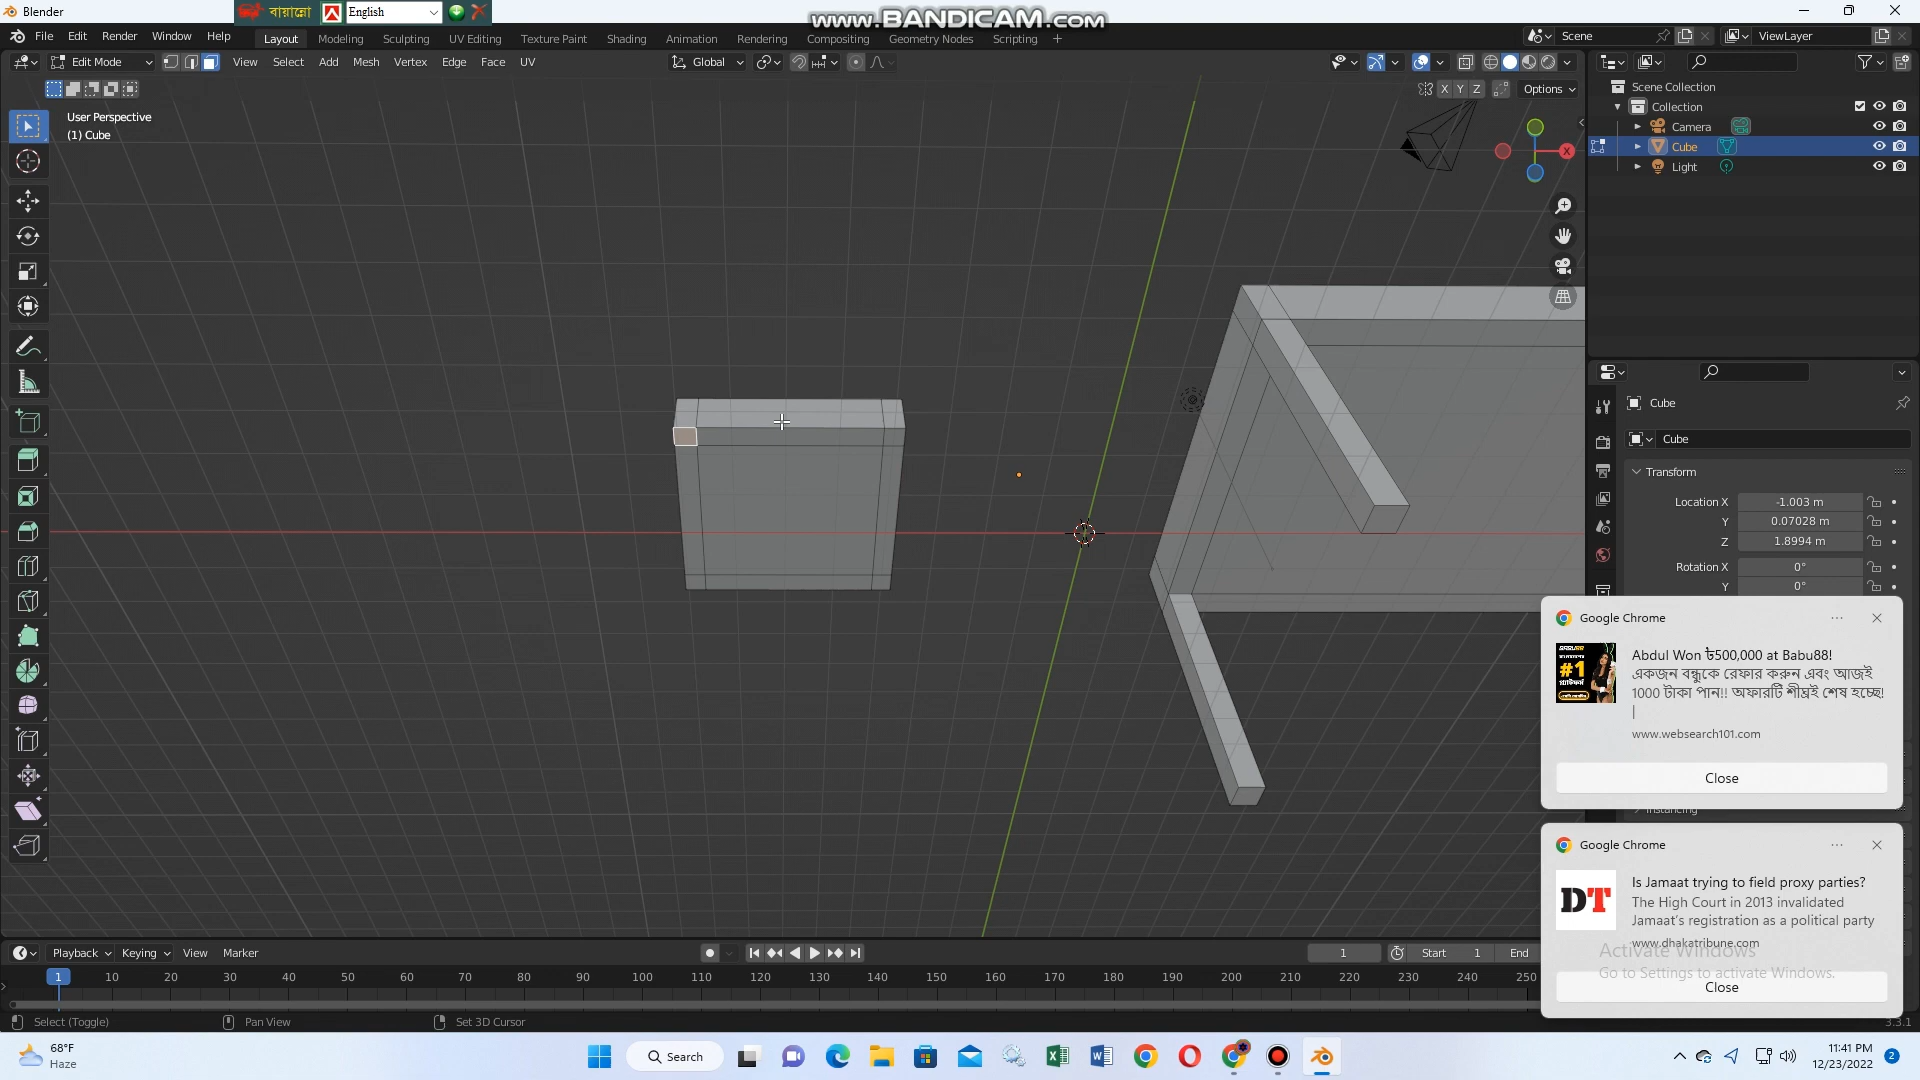 Blender
বায়ান্নো
English
www.BANDICAM.com
File Edit Render Window Help
Layout Modeling Sculpting UV Editing Texture Paint Shading Animation Rendering Compositing Geometry Nodes Scripting +
Scene
ViewLayer
Edit Mode
View Select Add Mesh Vertex Edge Face UV
Global
X Y Z
Options
User Perspective
(1) Cube
X
Scene Collection
Collection
Camera
Cube
Light
Cube
Cube
Transform
Location X -1.003 m
Y 0.07028 m
Z 1.8994 m
Rotation X 0°
Y 0°
Google Chrome
BABU88
#1
Abdul Won ৳500,000 at Babu88!
একজন বন্ধুকে রেফার করুন এবং আজই
1000 টাকা পান!! অফারটি শীঘ্রই শেষ হচ্ছে!
|
www.websearch101.com
Close
Instancing
Google Chrome
DT
Is Jamaat trying to field proxy parties?
The High Court in 2013 invalidated
Jamaat's registration as a political party
www.dhakatribune.com
Activate Windows
Go to Settings to activate Windows.
Close
Playback Keying View Marker
1
Start 1 End
1 10 20 30 40 50 60 70 80 90 100 110 120 130 140 150 160 170 180 190 200 210 220 230 240 250
Select (Toggle) Pan View Set 3D Cursor
3.3.1
68°F
Haze
Search
11:41 PM
12/23/2022
2